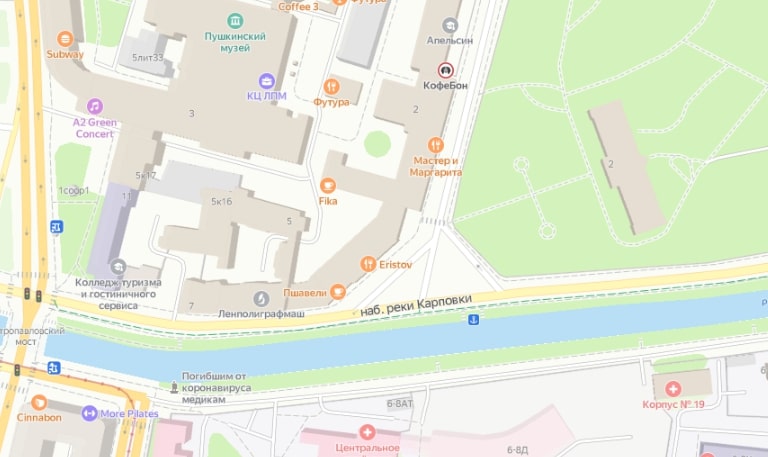 Coffee 3.
Футура
Subway
Пушкинский
музей
5лит33
Апельсин
КофеБон
КЦ ЛПМ
Футура
2
A2 Green
Concert
3
Мастер и
Маргарита
2
5к17
1соор1
11
Fika
5к16
5
Eristov
Колледж туризма
и гостиничного
сервиса
Пшавели
7
Ленполиграфмаш
наб. реки Карповки
тропавловский
мост
Погибшим от
коронавируса
медикам
Cinnabon
More Pilates
6-8АТ
Корпус № 19
Центральное
6-8Д